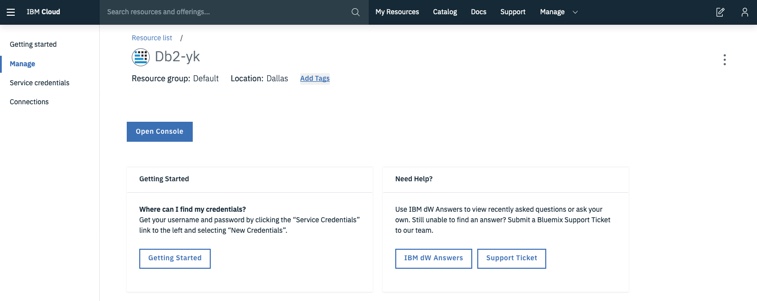 IBM Cloud
Search resources and offerings...
My Resources Catalog Docs Support Manage
Getting started
Manage
Service credentials
Connections
Resource list /
Db2-yk
Resource group: Default Location: Dallas Add Tags
Open Console
Getting Started
Where can I find my credentials?
Get your username and password by clicking the “Service Credentials”
link to the left and selecting “New Credentials”.
Getting Started
Need Help?
Use IBM dW Answers to view recently asked questions or ask your
own. Still unable to find an answer? Submit a Bluemix Support Ticket
to our team.
IBM dW Answers Support Ticket